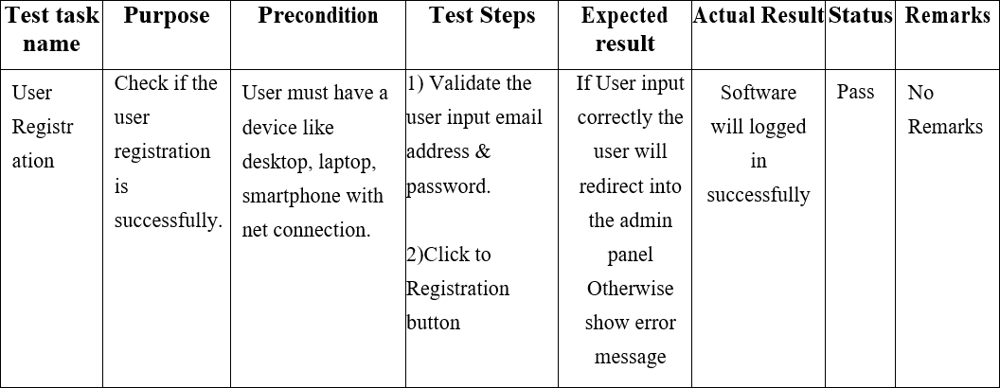 Test task
name
Purpose
Precondition
Test Steps
Expected
result
Actual Result
Status
Remarks
User
Registr
ation
Check if the
user
registration
is
successfully.
User must have a
device like
desktop, laptop,
smartphone with
net connection.
1) Validate the
user input email
address &
password.
2)Click to
Registration
button
If User input
correctly the
user will
redirect into
the admin
panel
Otherwise
show error
message
Software
will logged
in
successfully
Pass
No
Remarks